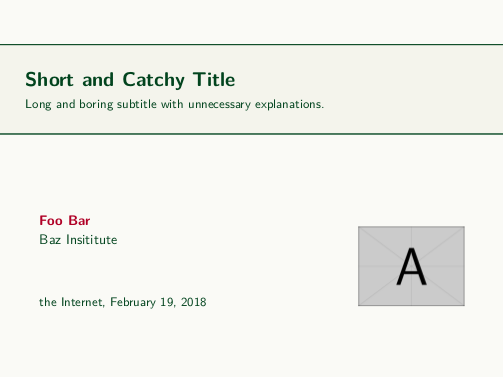 Short and Catchy Title
Long and boring subtitle with unnecessary explanations.
Foo Bar
Baz Insititute
the Internet, February 19, 2018
A